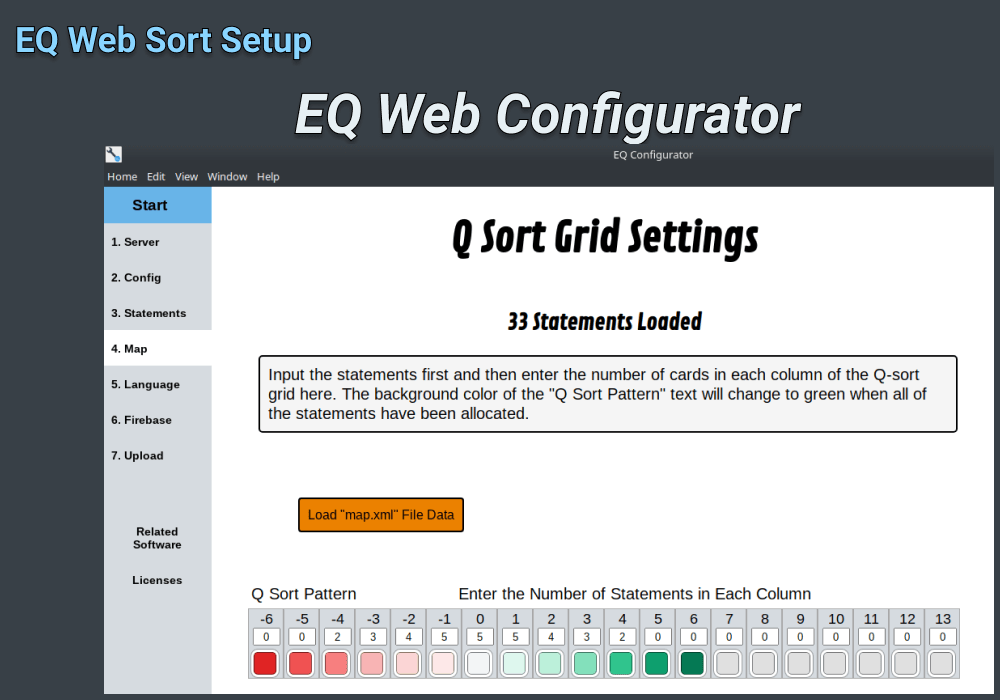 EQ Web Sort Setup
EQ Web Configurator
EQ Configurator
Home Edit View Window Help
Start
1. Server
2. Config
3. Statements
4. Map
5. Language
6. Firebase
7. Upload
Related
Software
Licenses
Q Sort Grid Settings
33 Statements Loaded
Input the statements first and then enter the number of cards in each column of the Q-sort
grid here. The background color of the "Q Sort Pattern" text will change to green when all of
the statements have been allocated.
Load "map.xml" File Data
Q Sort Pattern Enter the Number of Statements in Each Column
-6 -5 -4 -3 -2 -1 0 1 2 3 4 5 6 7 8 9 10 11 12 13
0 0 2 3 4 5 5 5 4 3 2 0 0 0 0 0 0 0 0 0